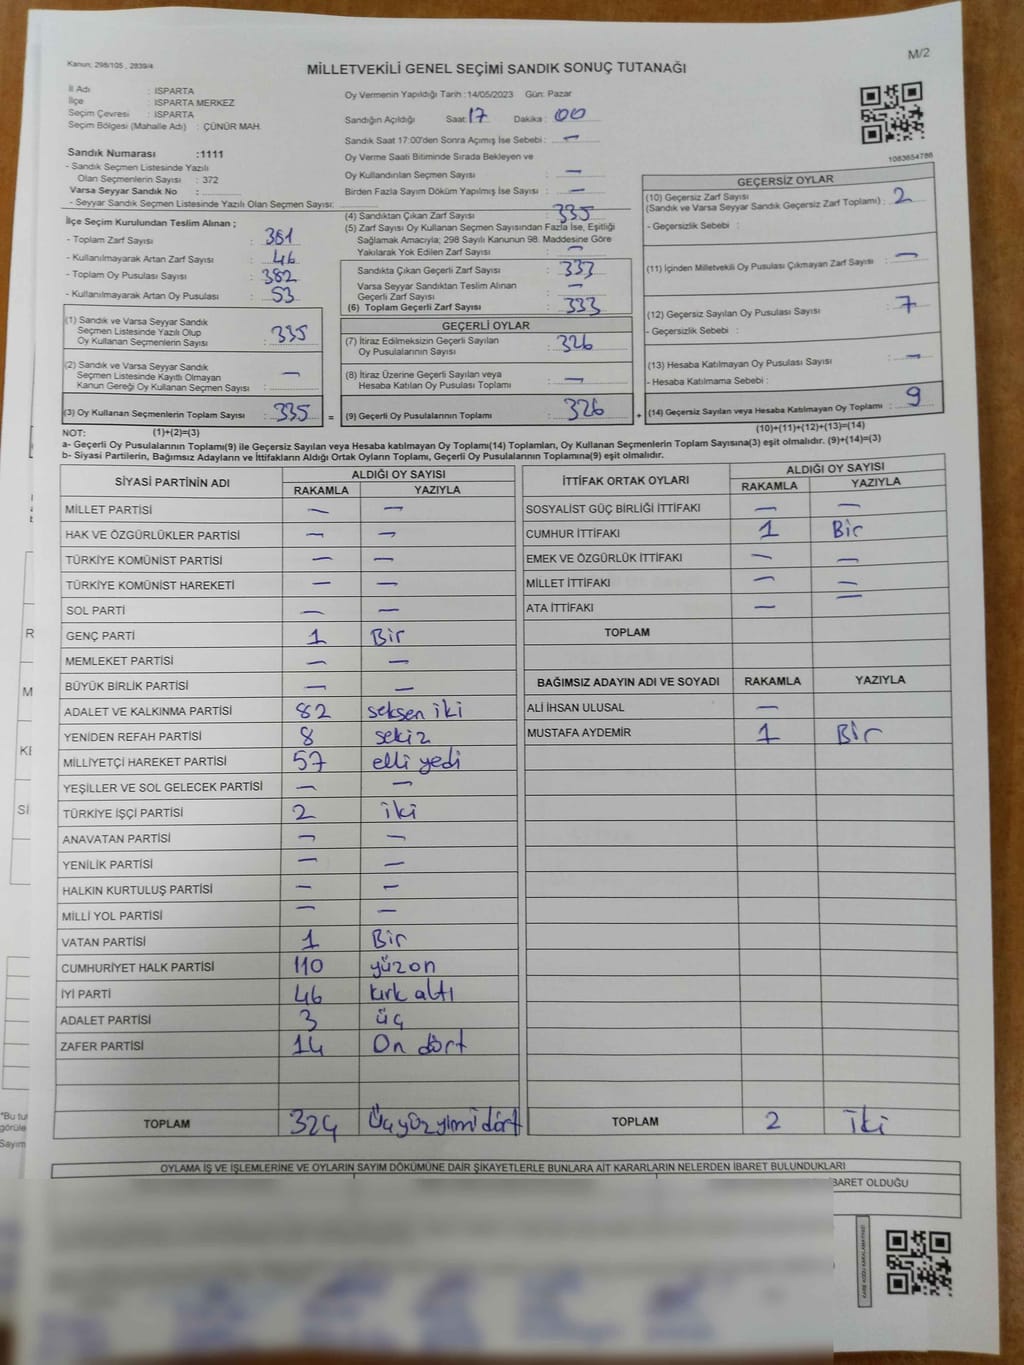 Kanun; 298/105 , 2839/4
M/2
MİLLETVEKİLİ GENEL SEÇİMİ SANDIK SONUÇ TUTANAĞI
İl Adı : ISPARTA
İlçe : ISPARTA MERKEZ
Seçim Çevresi : ISPARTA
Seçim Bölgesi (Mahalle Adı) : ÇÜNÜR MAH.
Sandık Numarası :1111
- Sandık Seçmen Listesinde Yazılı
Olan Seçmenlerin Sayısı : 372
Varsa Seyyar Sandık No :
- Seyyar Sandık Seçmen Listesinde Yazılı Olan Seçmen Sayısı:
Oy Vermenin Yapıldığı Tarih :14/05/2023 Gün: Pazar
Sandığın Açıldığı Saat: 17 Dakika : 00
Sandık Saat 17:00'den Sonra Açımış İse Sebebi : —
Oy Verme Saati Bitiminde Sırada Bekleyen ve
Oy Kullandırılan Seçmen Sayısı : —
Birden Fazla Sayım Döküm Yapılmış İse Sayısı : —
1083654786
İlçe Seçim Kurulundan Teslim Alınan ;
- Toplam Zarf Sayısı : 381
- Kullanılmayarak Artan Zarf Sayısı : 46
- Toplam Oy Pusulası Sayısı : 382
- Kullanılmayarak Artan Oy Pusulası : 53
(4) Sandıktan Çıkan Zarf Sayısı : 335
(5) Zarf Sayısı Oy Kullanan Seçmen Sayısından Fazla İse, Eşitliği
Sağlamak Amacıyla; 298 Sayılı Kanunun 98. Maddesine Göre
Yakılarak Yok Edilen Zarf Sayısı : —
Sandıkta Çıkan Geçerli Zarf Sayısı : 333
Varsa Seyyar Sandıktan Teslim Alınan
Geçerli Zarf Sayısı : —
(6) Toplam Geçerli Zarf Sayısı : 333
GEÇERSİZ OYLAR
(10) Geçersiz Zarf Sayısı
(Sandık ve Varsa Seyyar Sandık Geçersiz Zarf Toplamı) : 2
- Geçersizlik Sebebi :
(11) İçinden Milletvekili Oy Pusulası Çıkmayan Zarf Sayısı : —
(12) Geçersiz Sayılan Oy Pusulası Sayısı : 7
- Geçersizlik Sebebi :
(13) Hesaba Katılmayan Oy Pusulası Sayısı : —
- Hesaba Katılmama Sebebi :
(14) Geçersiz Sayılan veya Hesaba Katılmayan Oy Toplamı : 9
(1) Sandık ve Varsa Seyyar Sandık
Seçmen Listesinde Yazılı Olup
Oy Kullanan Seçmenlerin Sayısı : 335
(2) Sandık ve Varsa Seyyar Sandık
Seçmen Listesinde Kayıtlı Olmayan
Kanun Gereği Oy Kullanan Seçmen Sayısı : —
(3) Oy Kullanan Seçmenlerin Toplam Sayısı : 335 =
GEÇERLİ OYLAR
(7) İtiraz Edilmeksizin Geçerli Sayılan
Oy Pusulalarının Sayısı : 326
(8) İtiraz Üzerine Geçerli Sayılan veya
Hesaba Katılan Oy Pusulası Toplamı : —
(9) Geçerli Oy Pusulalarının Toplamı : 326 +
NOT: (1)+(2)=(3)
(10)+(11)+(12)+(13)=(14)
a- Geçerli Oy Pusulalarının Toplamı(9) ile Geçersiz Sayılan veya Hesaba katılmayan Oy Toplamı(14) Toplamları, Oy Kullanan Seçmenlerin Toplam Sayısına(3) eşit olmalıdır. (9)+(14)=(3)
b- Siyasi Partilerin, Bağımsız Adayların ve İttifakların Aldığı Ortak Oyların Toplamı, Geçerli Oy Pusulalarının Toplamına(9) eşit olmalıdır.
SİYASİ PARTİNİN ADI ALDIĞI OY SAYISI
RAKAMLA YAZIYLA
MİLLET PARTİSİ — —
HAK VE ÖZGÜRLÜKLER PARTİSİ — —
TÜRKİYE KOMÜNİST PARTİSİ — —
TÜRKİYE KOMÜNİST HAREKETİ — —
SOL PARTİ — —
GENÇ PARTİ 1 Bir
MEMLEKET PARTİSİ — —
BÜYÜK BİRLİK PARTİSİ — —
ADALET VE KALKINMA PARTİSİ 82 seksen iki
YENİDEN REFAH PARTİSİ 8 sekiz
MİLLİYETÇİ HAREKET PARTİSİ 57 elli yedi
YEŞİLLER VE SOL GELECEK PARTİSİ — —
TÜRKİYE İŞÇİ PARTİSİ 2 iki
ANAVATAN PARTİSİ — —
YENİLİK PARTİSİ — —
HALKIN KURTULUŞ PARTİSİ — —
MİLLİ YOL PARTİSİ — —
VATAN PARTİSİ 1 Bir
CUMHURİYET HALK PARTİSİ 110 yüzon
İYİ PARTİ 46 kırk altı
ADALET PARTİSİ 3 üç
ZAFER PARTİSİ 14 On dört
TOPLAM 324 Üçyüzyirmi dört
İTTİFAK ORTAK OYLARI ALDIĞI OY SAYISI
RAKAMLA YAZIYLA
SOSYALİST GÜÇ BİRLİĞİ İTTİFAKI — —
CUMHUR İTTİFAKI 1 Bir
EMEK VE ÖZGÜRLÜK İTTİFAKI — —
MİLLET İTTİFAKI — —
ATA İTTİFAKI — —
TOPLAM
BAĞIMSIZ ADAYIN ADI VE SOYADI RAKAMLA YAZIYLA
ALİ İHSAN ULUSAL —
MUSTAFA AYDEMİR 1 Bir
TOPLAM 2 iki
OYLAMA İŞ VE İŞLEMLERİNE VE OYLARIN SAYIM DÖKÜMÜNE DAİR ŞİKAYETLERLE BUNLARA AİT KARARLARIN NELERDEN İBARET BULUNDUKLARI
BARET OLDUĞU